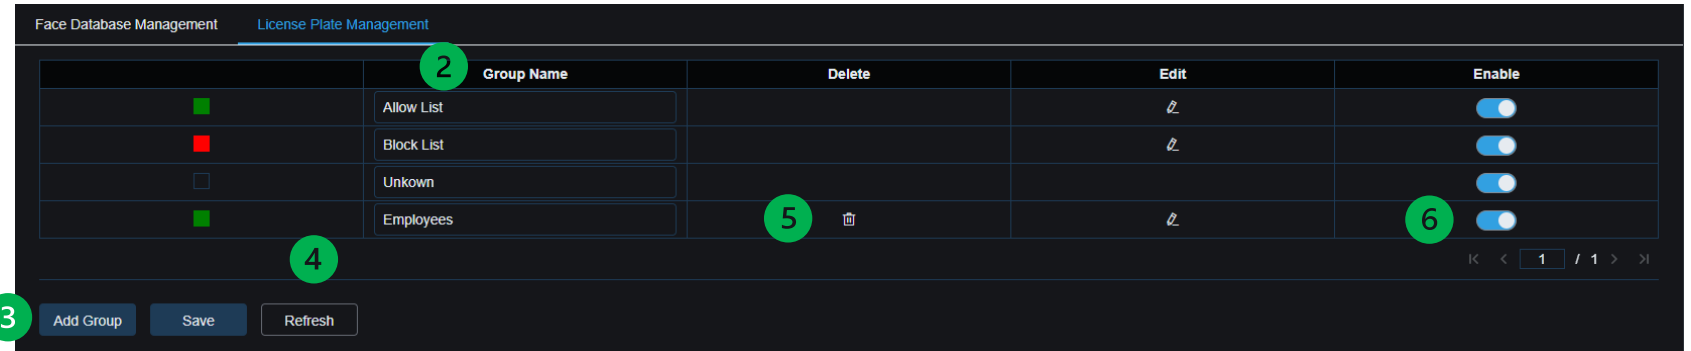 Face Database Management License Plate Management
2 Group Name Delete Edit Enable
Allow List
Block List
Unkown
Employees 5 6
4
1 / 1
3 Add Group Save Refresh